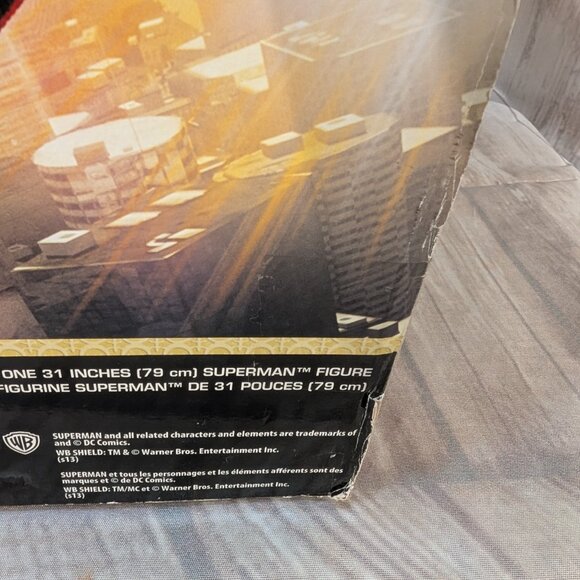 ONE 31 INCHES (79 cm) SUPERMAN™ FIGURE
FIGURINE SUPERMAN™ DE 31 POUCES (79 cm)
WB
SUPERMAN and all related characters and elements are trademarks of
and © DC Comics.
WB SHIELD: TM & © Warner Bros. Entertainment Inc.
(s13)
SUPERMAN et tous les personnages et les éléments afférents sont des
marques et © de DC Comics.
WB SHIELD: TM/MC et © Warner Bros. Entertainment Inc.
(s13)